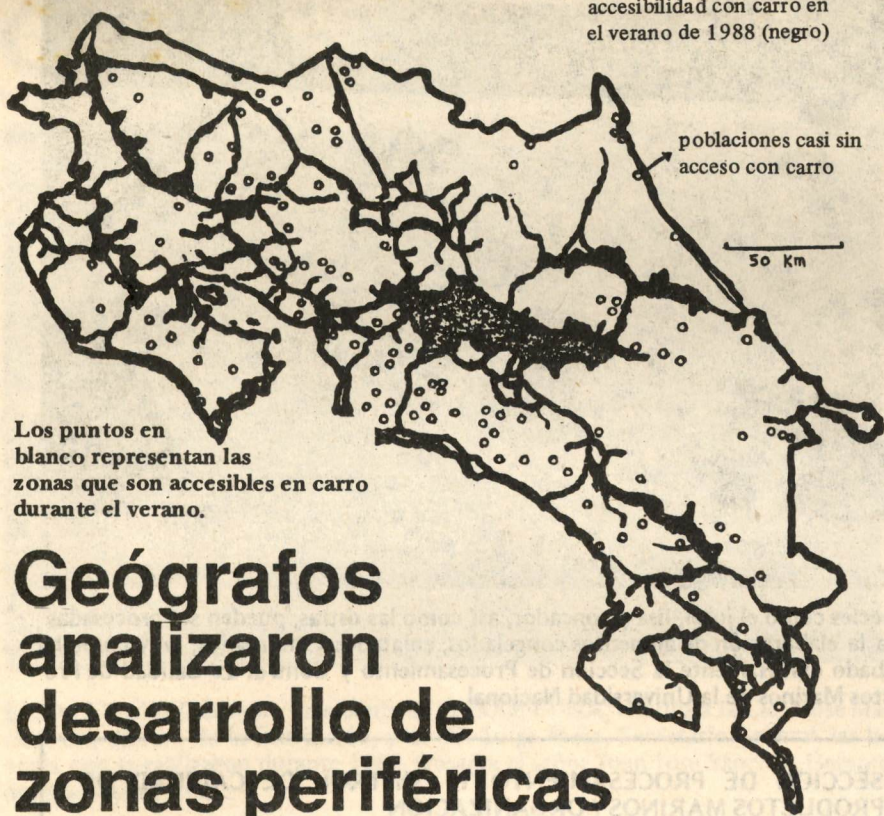 accesibilidad con carro en
el verano de 1988 (negro)
poblaciones casi sin
acceso con carro
50 Km
Los puntos en
blanco representan las
zonas que son accesibles en carro
durante el verano.
Geógrafos
analizaron
desarrollo de
zonas periféricas